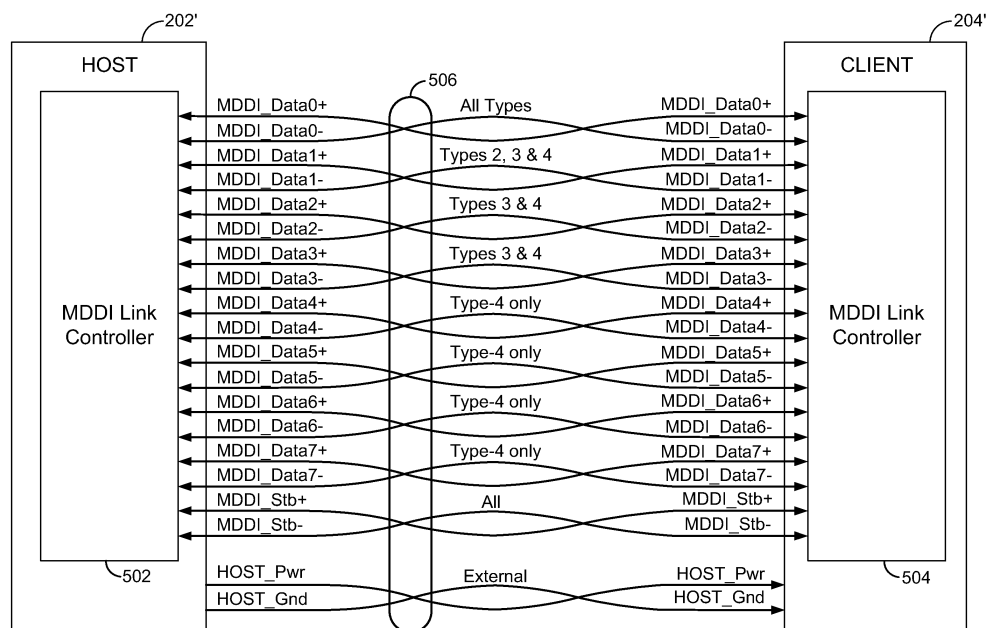 202'
204'
HOST
CLIENT
506
MDDI_Data0+ All Types MDDI_Data0+
MDDI_Data0- MDDI_Data0-
MDDI_Data1+ Types 2, 3 & 4 MDDI_Data1+
MDDI_Data1- MDDI_Data1-
MDDI_Data2+ Types 3 & 4 MDDI_Data2+
MDDI_Data2- MDDI_Data2-
MDDI_Data3+ Types 3 & 4 MDDI_Data3+
MDDI_Data3- MDDI_Data3-
MDDI Link
Controller
MDDI_Data4+ Type-4 only MDDI_Data4+
MDDI_Data4- MDDI_Data4-
MDDI Link
Controller
MDDI_Data5+ Type-4 only MDDI_Data5+
MDDI_Data5- MDDI_Data5-
MDDI_Data6+ Type-4 only MDDI_Data6+
MDDI_Data6- MDDI_Data6-
MDDI_Data7+ Type-4 only MDDI_Data7+
MDDI_Data7- MDDI_Data7-
MDDI_Stb+ All MDDI_Stb+
MDDI_Stb- MDDI_Stb-
502
504
HOST_Pwr External HOST_Pwr
HOST_Gnd HOST_Gnd